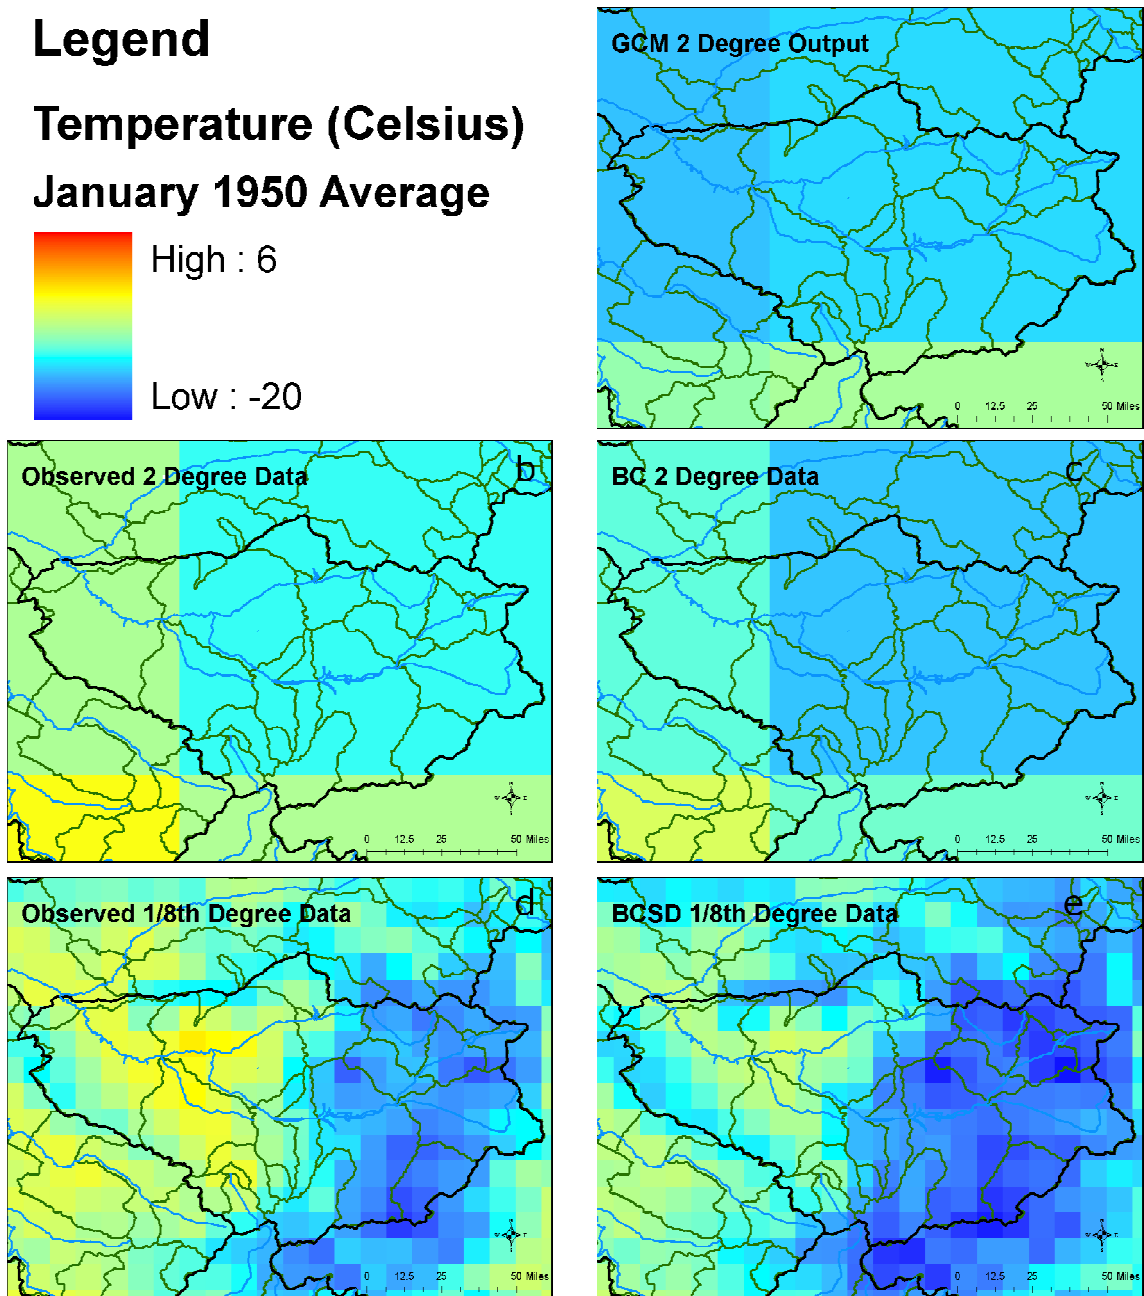 Legend
Temperature (Celsius)
January 1950 Average
High : 6
Low : -20
GCM 2 Degree Output
0 12.5 25 50 Miles
Observed 2 Degree Data b
0 12.5 25 50 Miles
BC 2 Degree Data c
0 12.5 25 50 Miles
Observed 1/8th Degree Data d
0 12.5 25 50 Miles
BCSD 1/8th Degree Data e
0 12.5 25 50 Miles